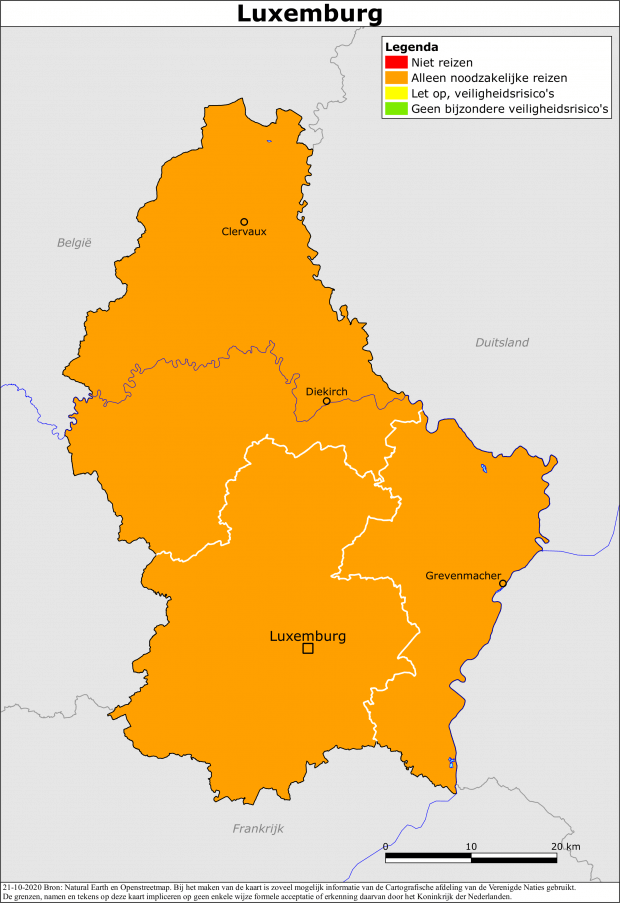 Luxemburg
Legenda
Niet reizen
Alleen noodzakelijke reizen
Let op, veiligheidsrisico's
Geen bijzondere veiligheidsrisico's
Clervaux
België
Duitsland
Diekirch
Grevenmacher
Luxemburg
Frankrijk
0 10 20 km
21-10-2020 Bron: Natural Earth en Openstreetmap. Bij het maken van de kaart is zoveel mogelijk informatie van de Cartografische afdeling van de Verenigde Naties gebruikt.
De grenzen, namen en tekens op deze kaart impliceren op geen enkele wijze formele acceptatie of erkenning daarvan door het Koninkrijk der Nederlanden.